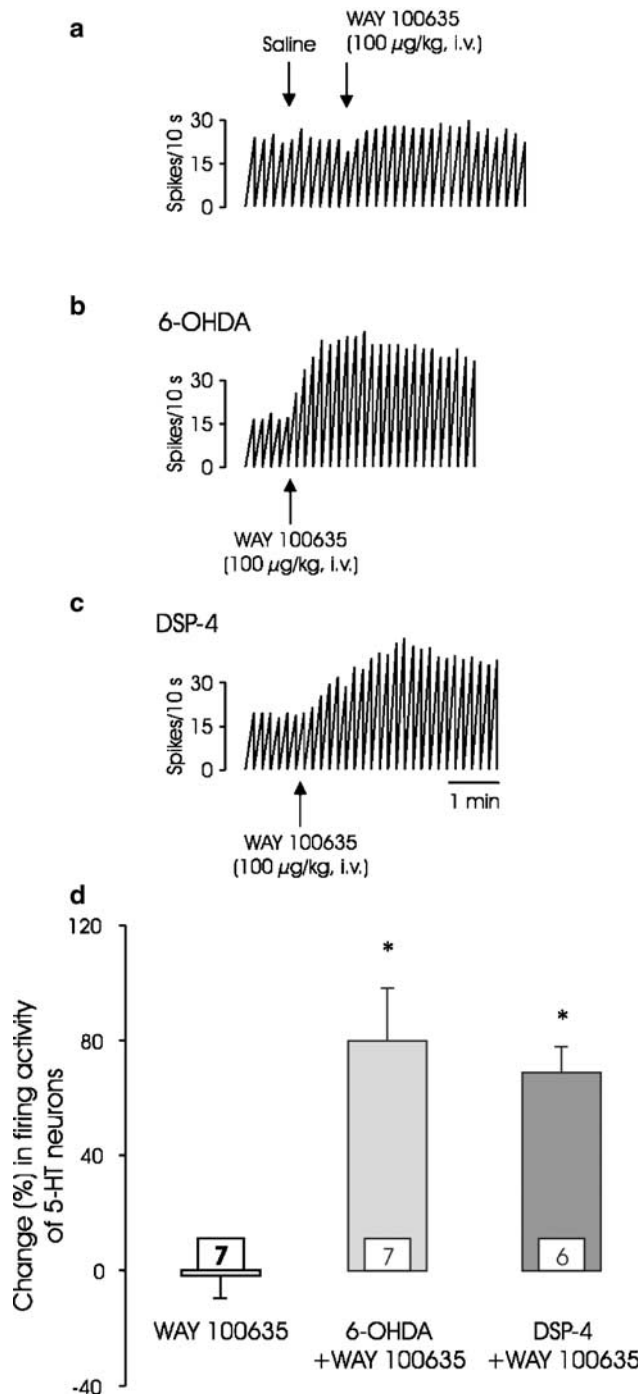 a
Saline
WAY 100635
(100 µg/kg, i.v.)
Spikes/10 s
30
15
0
b
6-OHDA
Spikes/10 s
30
15
0
WAY 100635
(100 µg/kg, i.v.)
c
DSP-4
Spikes/10 s
30
15
0
1 min
WAY 100635
(100 µg/kg, i.v.)
d
Change (%) in firing activity
of 5-HT neurons
120
80
40
0
-40
*
*
7
7
6
WAY 100635
6-OHDA
+WAY 100635
DSP-4
+WAY 100635